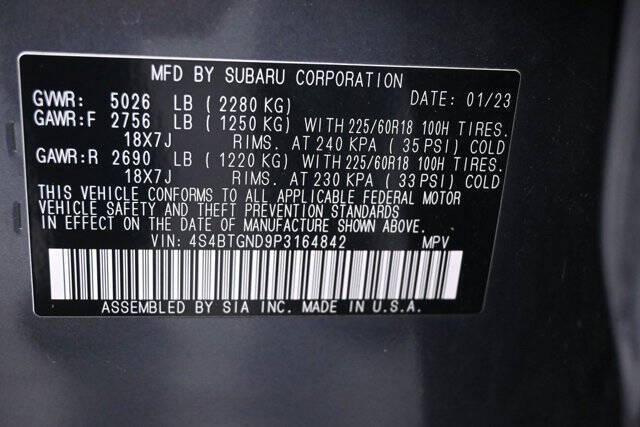 MFD BY SUBARU CORPORATION
GVWR: 5026 LB ( 2280 KG) DATE: 01/23
GAWR:F 2756 LB ( 1250 KG) WITH 225/60R18 100H TIRES.
18X7J RIMS. AT 240 KPA ( 35 PSI) COLD
GAWR:R 2690 LB ( 1220 KG) WITH 225/60R18 100H TIRES.
18X7J RIMS. AT 230 KPA ( 33 PSI) COLD
THIS VEHICLE CONFORMS TO ALL APPLICABLE FEDERAL MOTOR
VEHICLE SAFETY AND THEFT PREVENTION STANDARDS
IN EFFECT ON THE DATE OF MANUFACTURE SHOWN ABOVE.
VIN: 4S4BTGND9P3164842 MPV
ASSEMBLED BY SIA INC. MADE IN U.S.A.